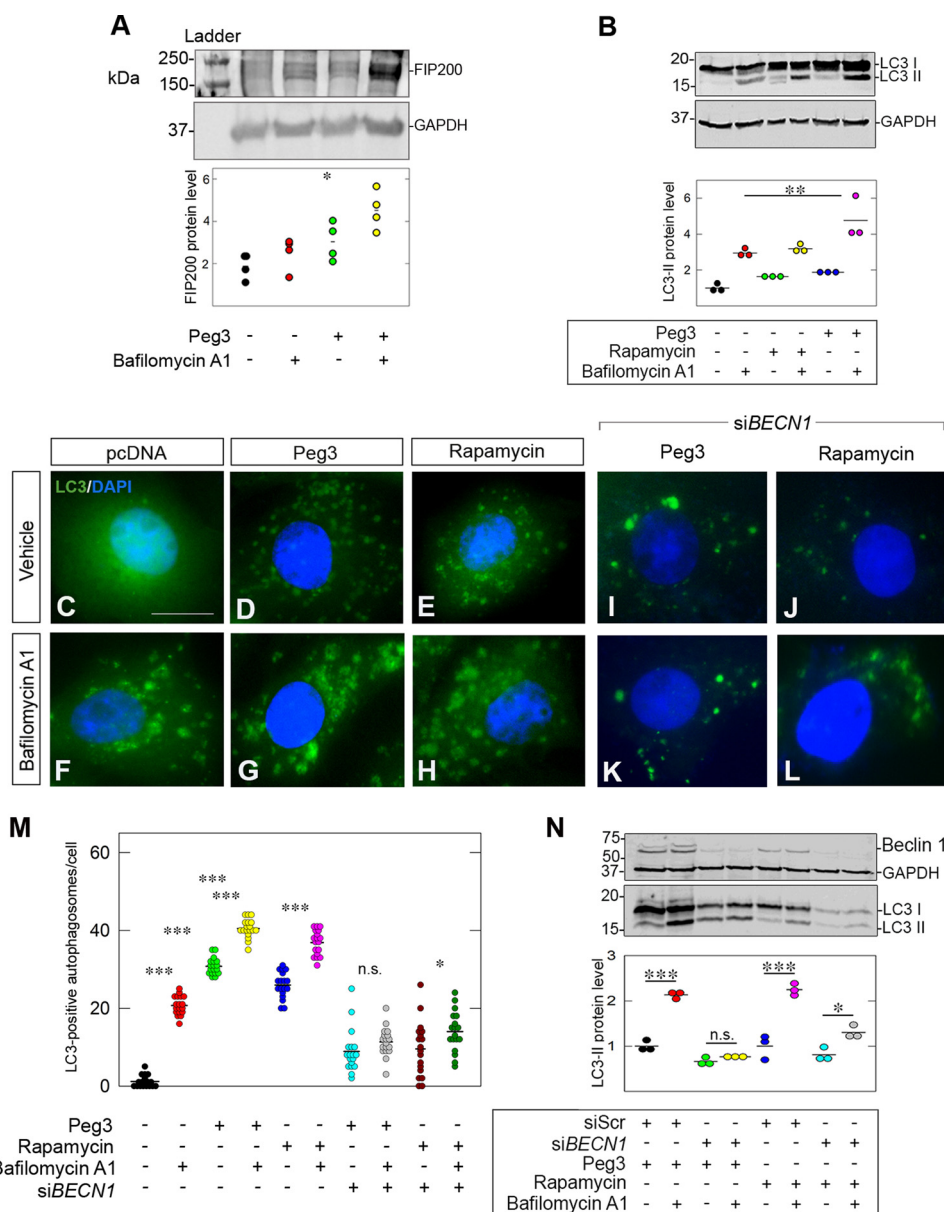 A
Ladder
kDa
250-
150-
-FIP200
37-
-GAPDH
FIP200 protein level
6
4
2
*
Peg3 - - + +
Bafilomycin A1 - + - +
B
20
15
-LC3 I
-LC3 II
37
-GAPDH
LC3-II protein level
6
4
2
**
Peg3 - - - - + +
Rapamycin - - + + - -
Bafilomycin A1 - + - + - +
siBECN1
pcDNA
Peg3
Rapamycin
Peg3
Rapamycin
Vehicle
LC3/DAPI
C
D
E
I
J
Bafilomycin A1
F
G
H
K
L
M
LC3-positive autophagosomes/cell
60
40
20
0
*** *** *** *** *** n.s. *
Peg3 - - + + - - + + - -
Rapamycin - - - - + + - - + +
Bafilomycin A1 - + - + - + - + - +
siBECN1 - - - - - - + + + +
N
75
50
37
-Beclin 1
-GAPDH
20
15
-LC3 I
-LC3 II
LC3-II protein level
2
1
*** n.s. *** *
siScr + + - - + + - -
siBECN1 - - + + - - + +
Peg3 + + + + - - - -
Rapamycin - - - - + + + +
Bafilomycin A1 - + - + - + - +